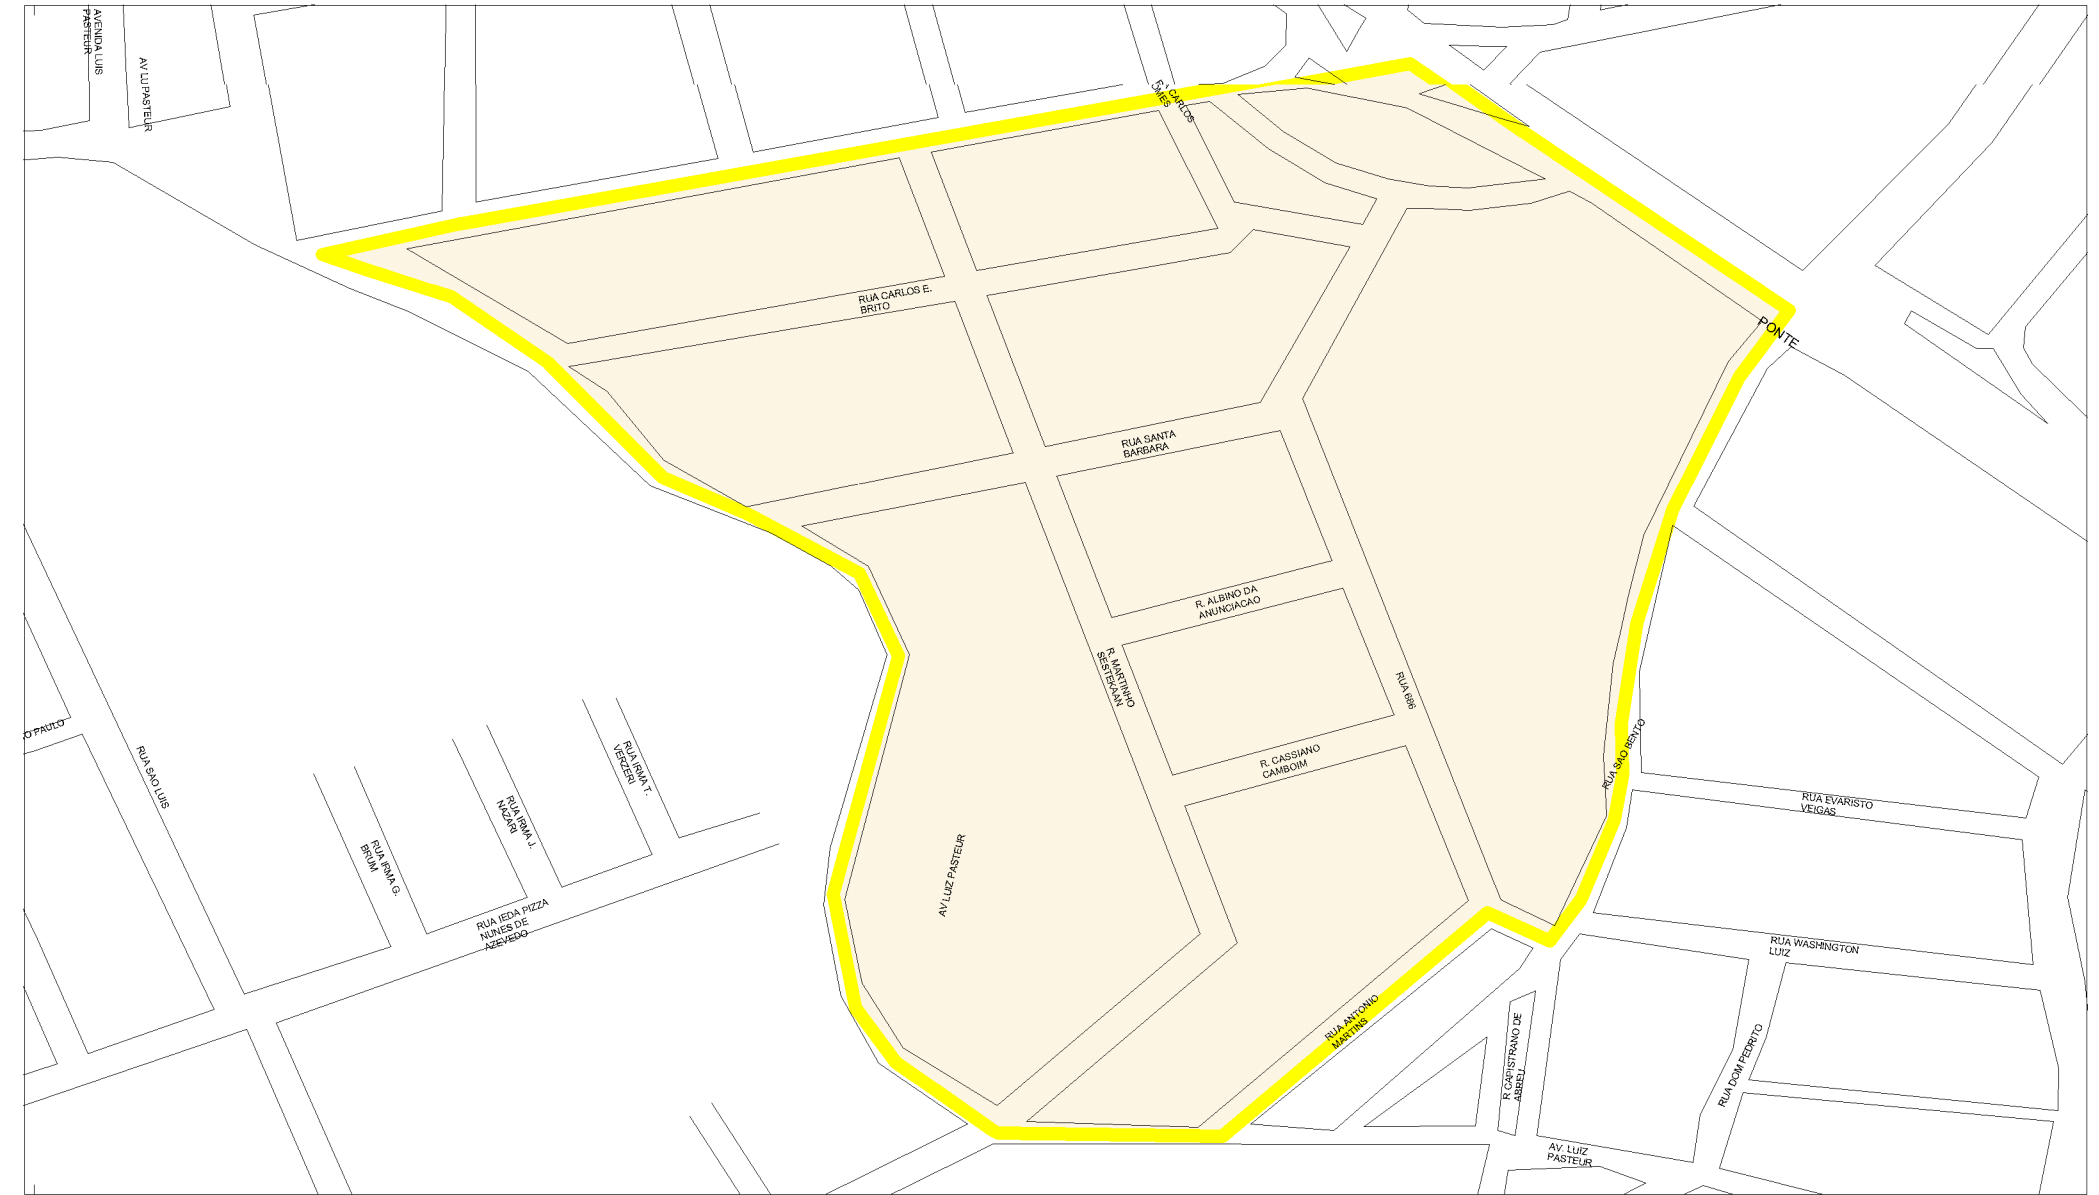 AVENIDA LUIS
PASTEUR
AV LU PASTEUR
GOMES
PONTE
RUA CARLOS E.
BRITO
RUA SANTA
BARBARA
R. ALBINO DA
ANUNCIACAO
R. MARTINHO
SESTEKAAN
RUA 686
R. CASSIANO
CAMBOIM
RUA SAO BENTO
O PAULO
RUA SAO LUIS
RUA IRMA T.
VERZERI
RUA IRMA J.
NAZARI
RUA IRMA G.
BRUM
RUA IEDA PIZZA
NUNES DE
AZEVEDO
AV LUIZ PASTEUR
RUA EVARISTO
VEIGAS
RUA WASHINGTON
LUIZ
RUA ANTONIO
MARTINS
R CAPISTRANO DE
ABREU
RUA DOM PEDRITO
AV. LUIZ
PASTEUR